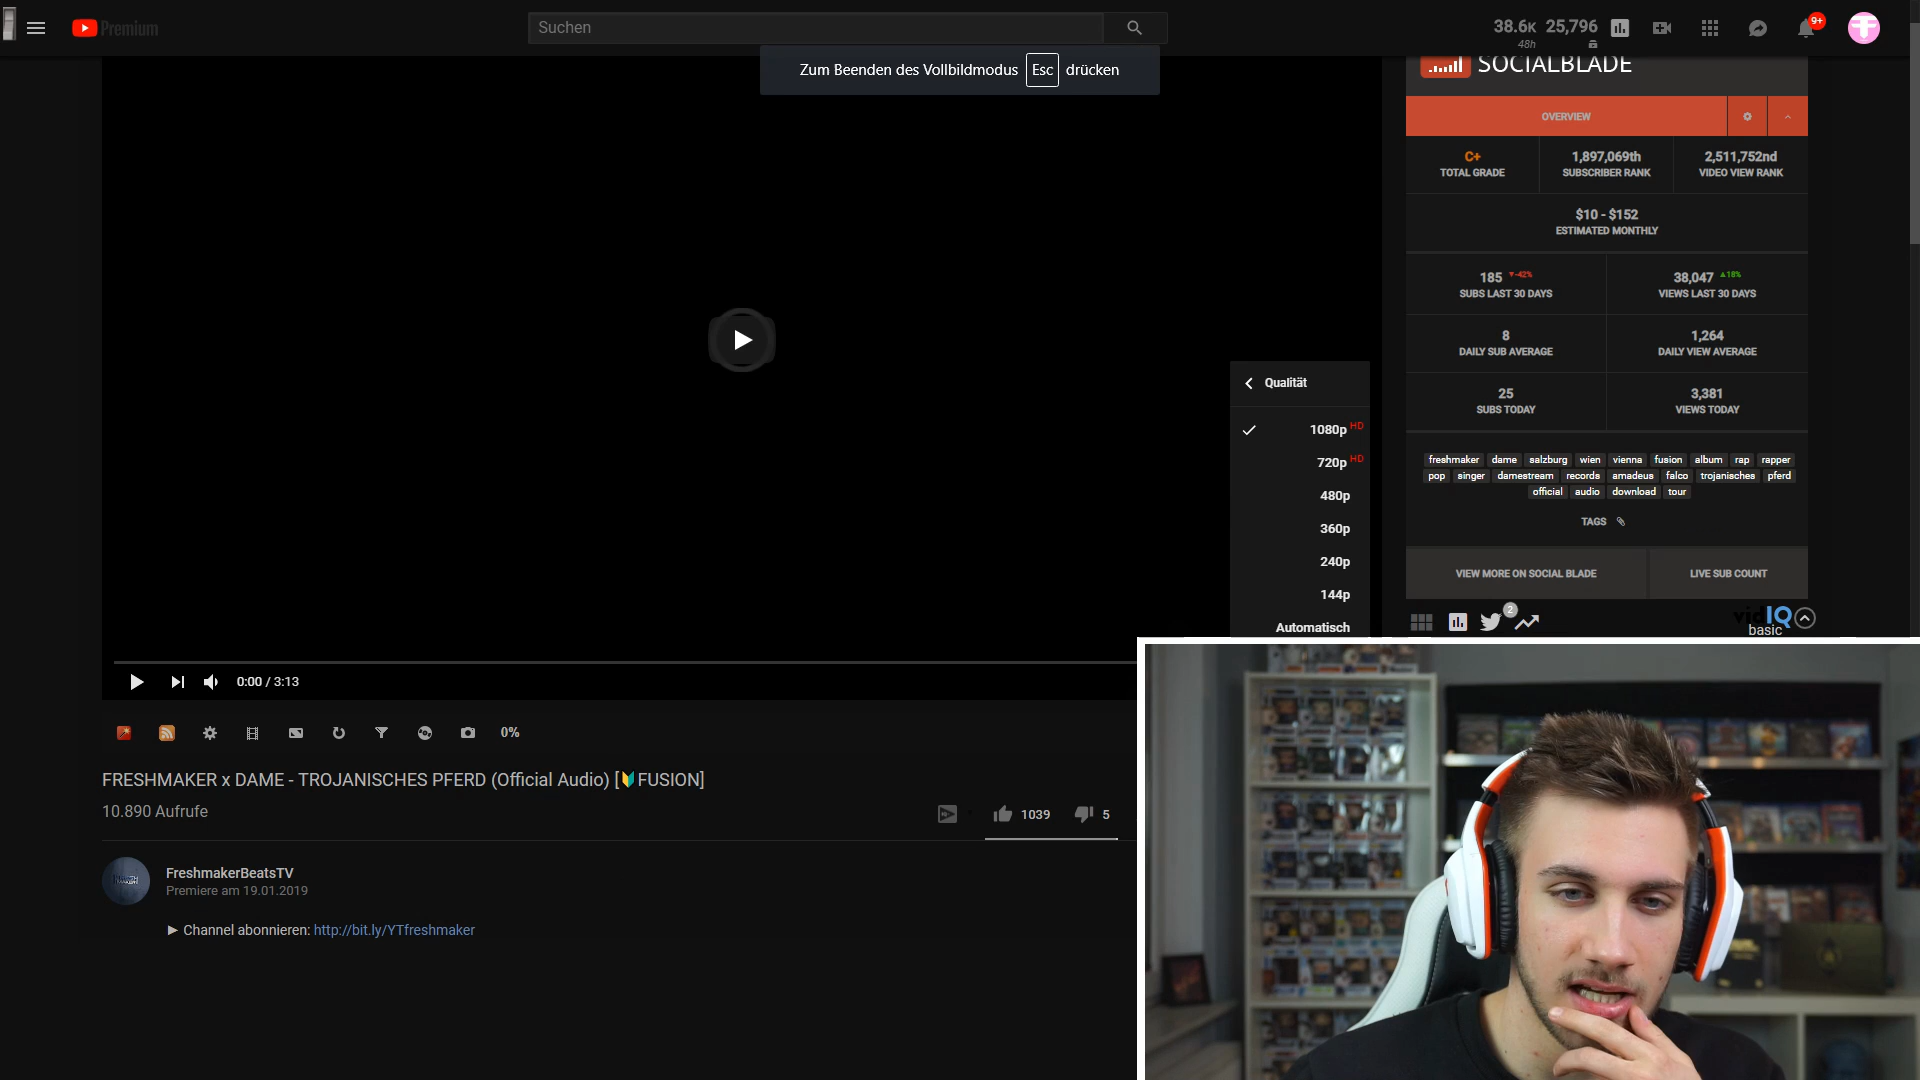 Premium
Suchen
38.6K 25,796
48h
9+
Zum Beenden des Vollbildmodus Esc drücken
SOCIALBLADE
OVERVIEW
C+
TOTAL GRADE
1,897,069th
SUBSCRIBER RANK
2,511,752nd
VIDEO VIEW RANK
$10 - $152
ESTIMATED MONTHLY
185 ▼-42%
SUBS LAST 30 DAYS
38,047 ▲18%
VIEWS LAST 30 DAYS
8
DAILY SUB AVERAGE
1,264
DAILY VIEW AVERAGE
25
SUBS TODAY
3,381
VIEWS TODAY
freshmaker dame salzburg wien vienna fusion album rap rapper
pop singer damestream records amadeus falco trojanisches pferd
official audio download tour
TAGS
VIEW MORE ON SOCIAL BLADE
LIVE SUB COUNT
2
vidIQ
basic
Qualität
1080p HD
720p HD
480p
360p
240p
144p
Automatisch
0:00 / 3:13
0%
FRESHMAKER x DAME - TROJANISCHES PFERD (Official Audio) [🔰FUSION]
10.890 Aufrufe
1039
5
FreshmakerBeatsTV
Premiere am 19.01.2019
► Channel abonnieren: http://bit.ly/YTfreshmaker